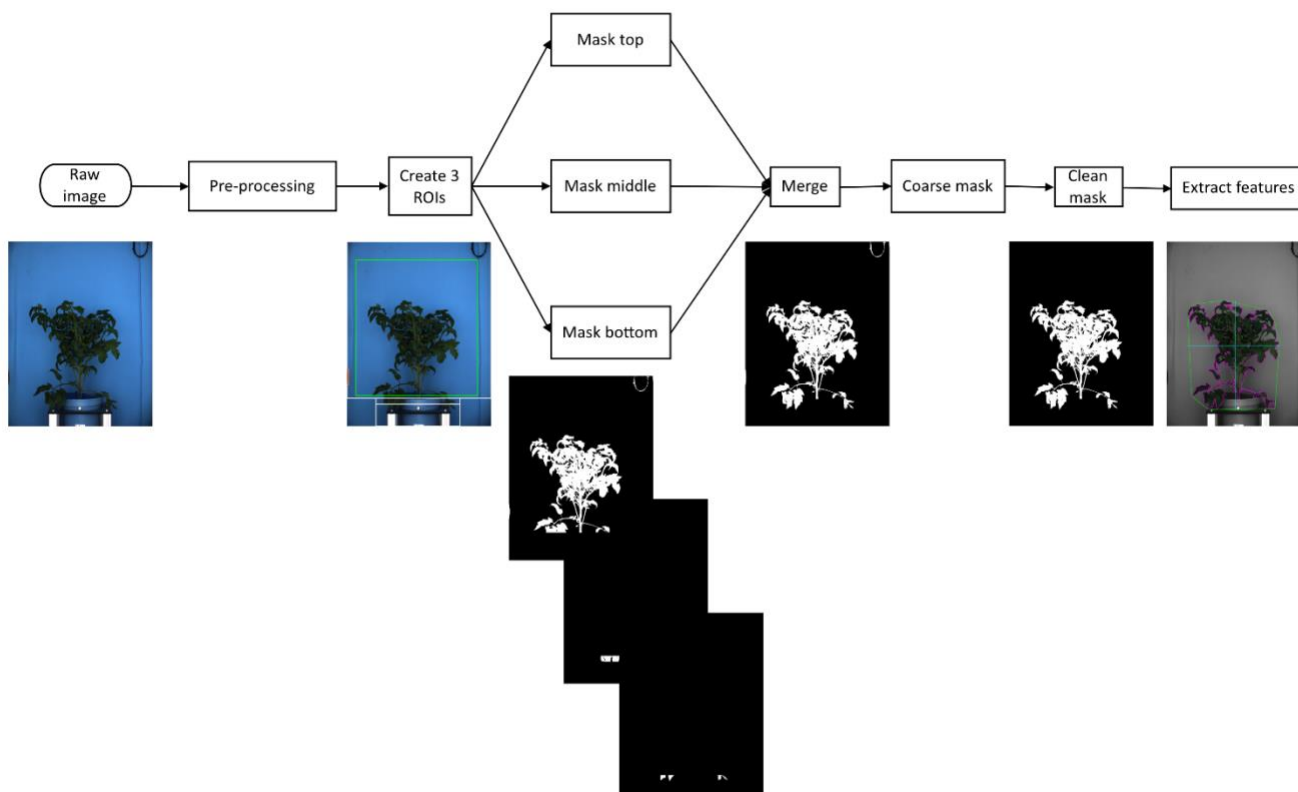 Mask top
Raw
image
Pre-processing
Create 3
ROIs
Mask middle
Merge
Coarse mask
Clean
mask
Extract features
Mask bottom